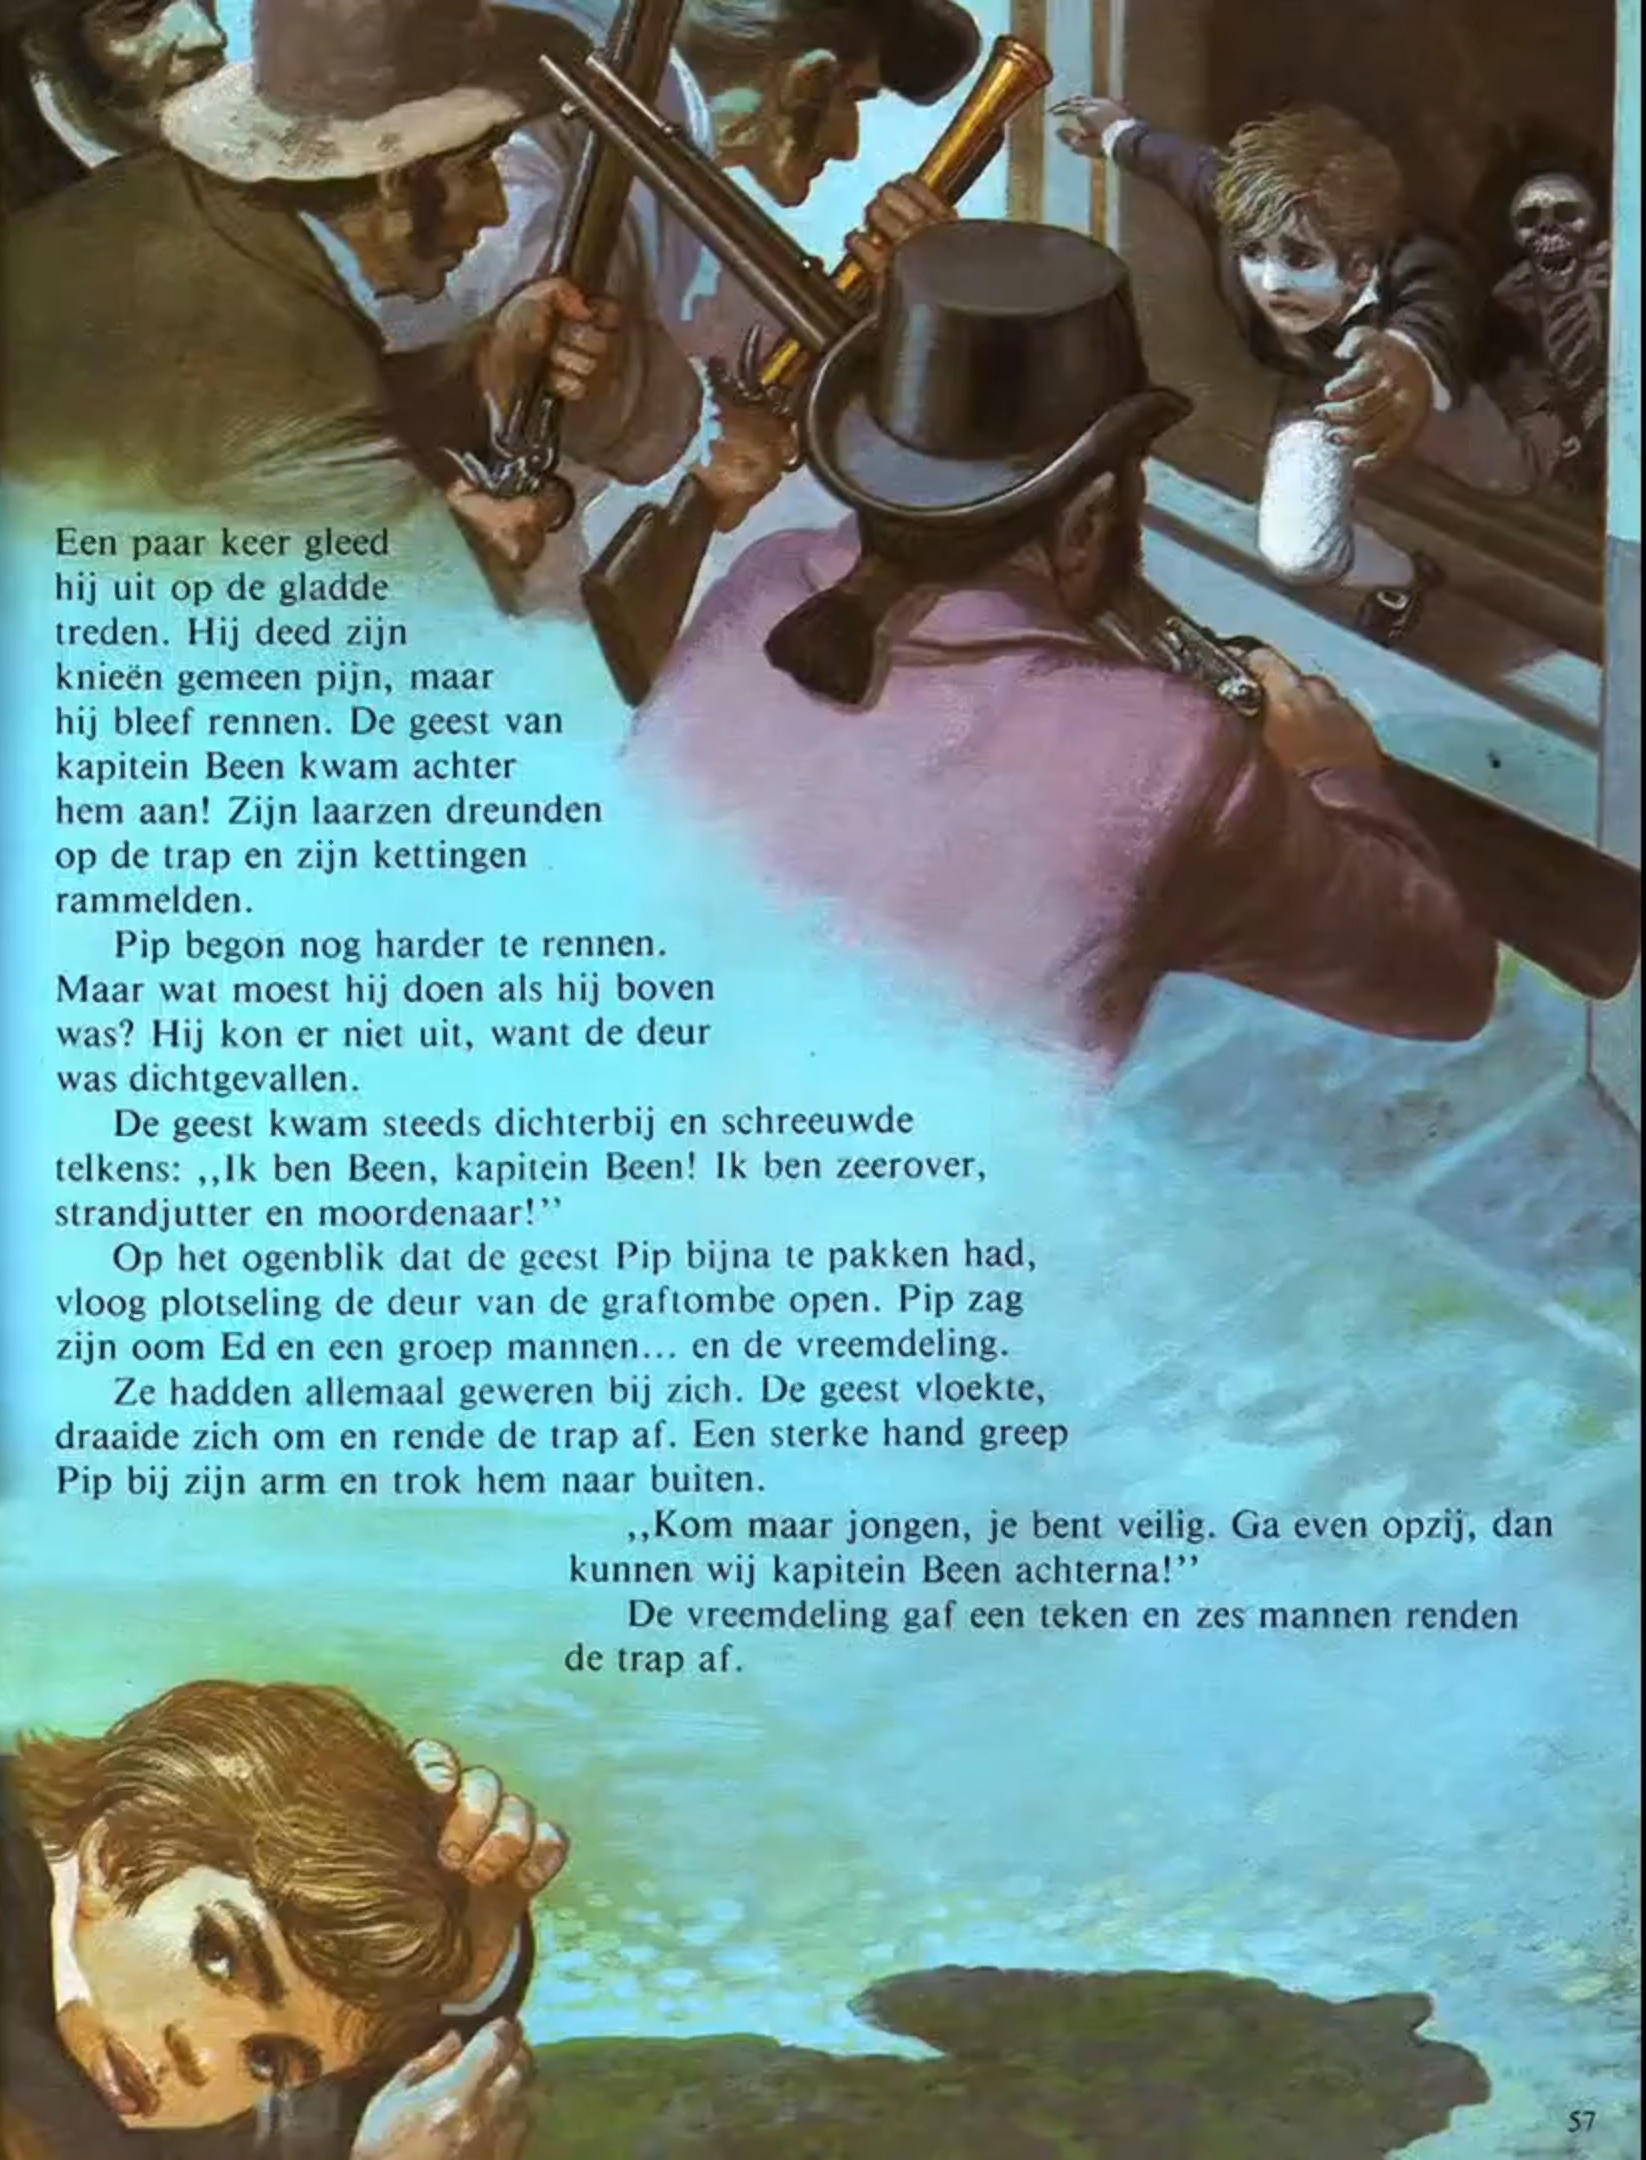 Een paar keer gleed
hij uit op de gladde
treden. Hij deed zijn
knieën gemeen pijn, maar
hij bleef rennen. De geest van
kapitein Been kwam achter
hem aan! Zijn laarzen dreunden
op de trap en zijn kettingen
rammelden.
Pip begon nog harder te rennen.
Maar wat moest hij doen als hij boven
was? Hij kon er niet uit, want de deur
was dichtgevallen.
De geest kwam steeds dichterbij en schreeuwde
telkens: ,,Ik ben Been, kapitein Been! Ik ben zeerover,
strandjutter en moordenaar!’’
Op het ogenblik dat de geest Pip bijna te pakken had,
vloog plotseling de deur van de graftombe open. Pip zag
zijn oom Ed en een groep mannen... en de vreemdeling.
Ze hadden allemaal geweren bij zich. De geest vloekte,
draaide zich om en rende de trap af. Een sterke hand greep
Pip bij zijn arm en trok hem naar buiten.
,,Kom maar jongen, je bent veilig. Ga even opzij, dan
kunnen wij kapitein Been achterna!’’
De vreemdeling gaf een teken en zes mannen renden
de trap af.
57